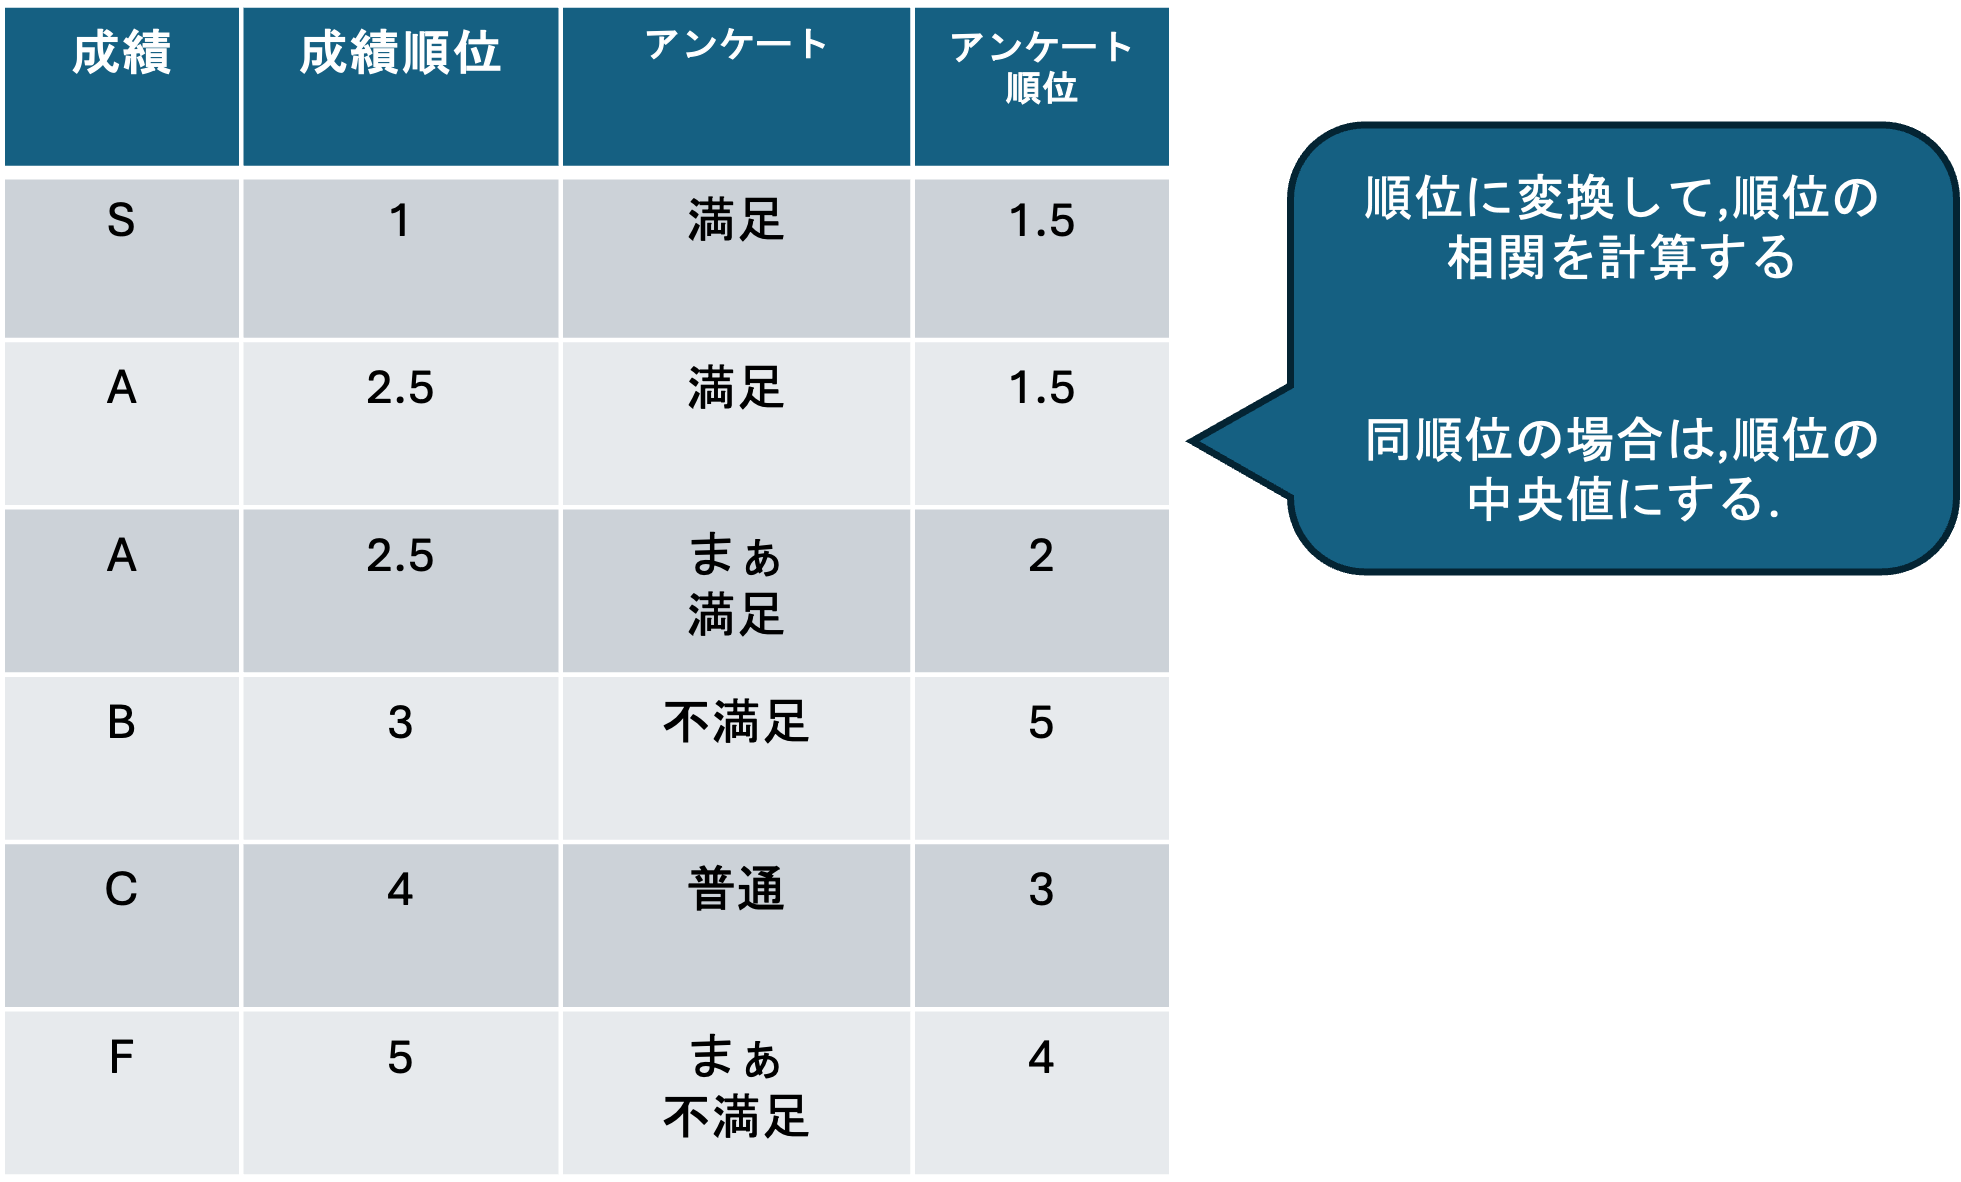 成績 成績順位 アンケート アンケート
順位
S 1 満足 1.5
A 2.5 満足 1.5
A 2.5 まぁ 2
満足
B 3 不満足 5
C 4 普通 3
F 5 まぁ 4
不満足
順位に変換して,順位の
相関を計算する
同順位の場合は,順位の
中央値にする.